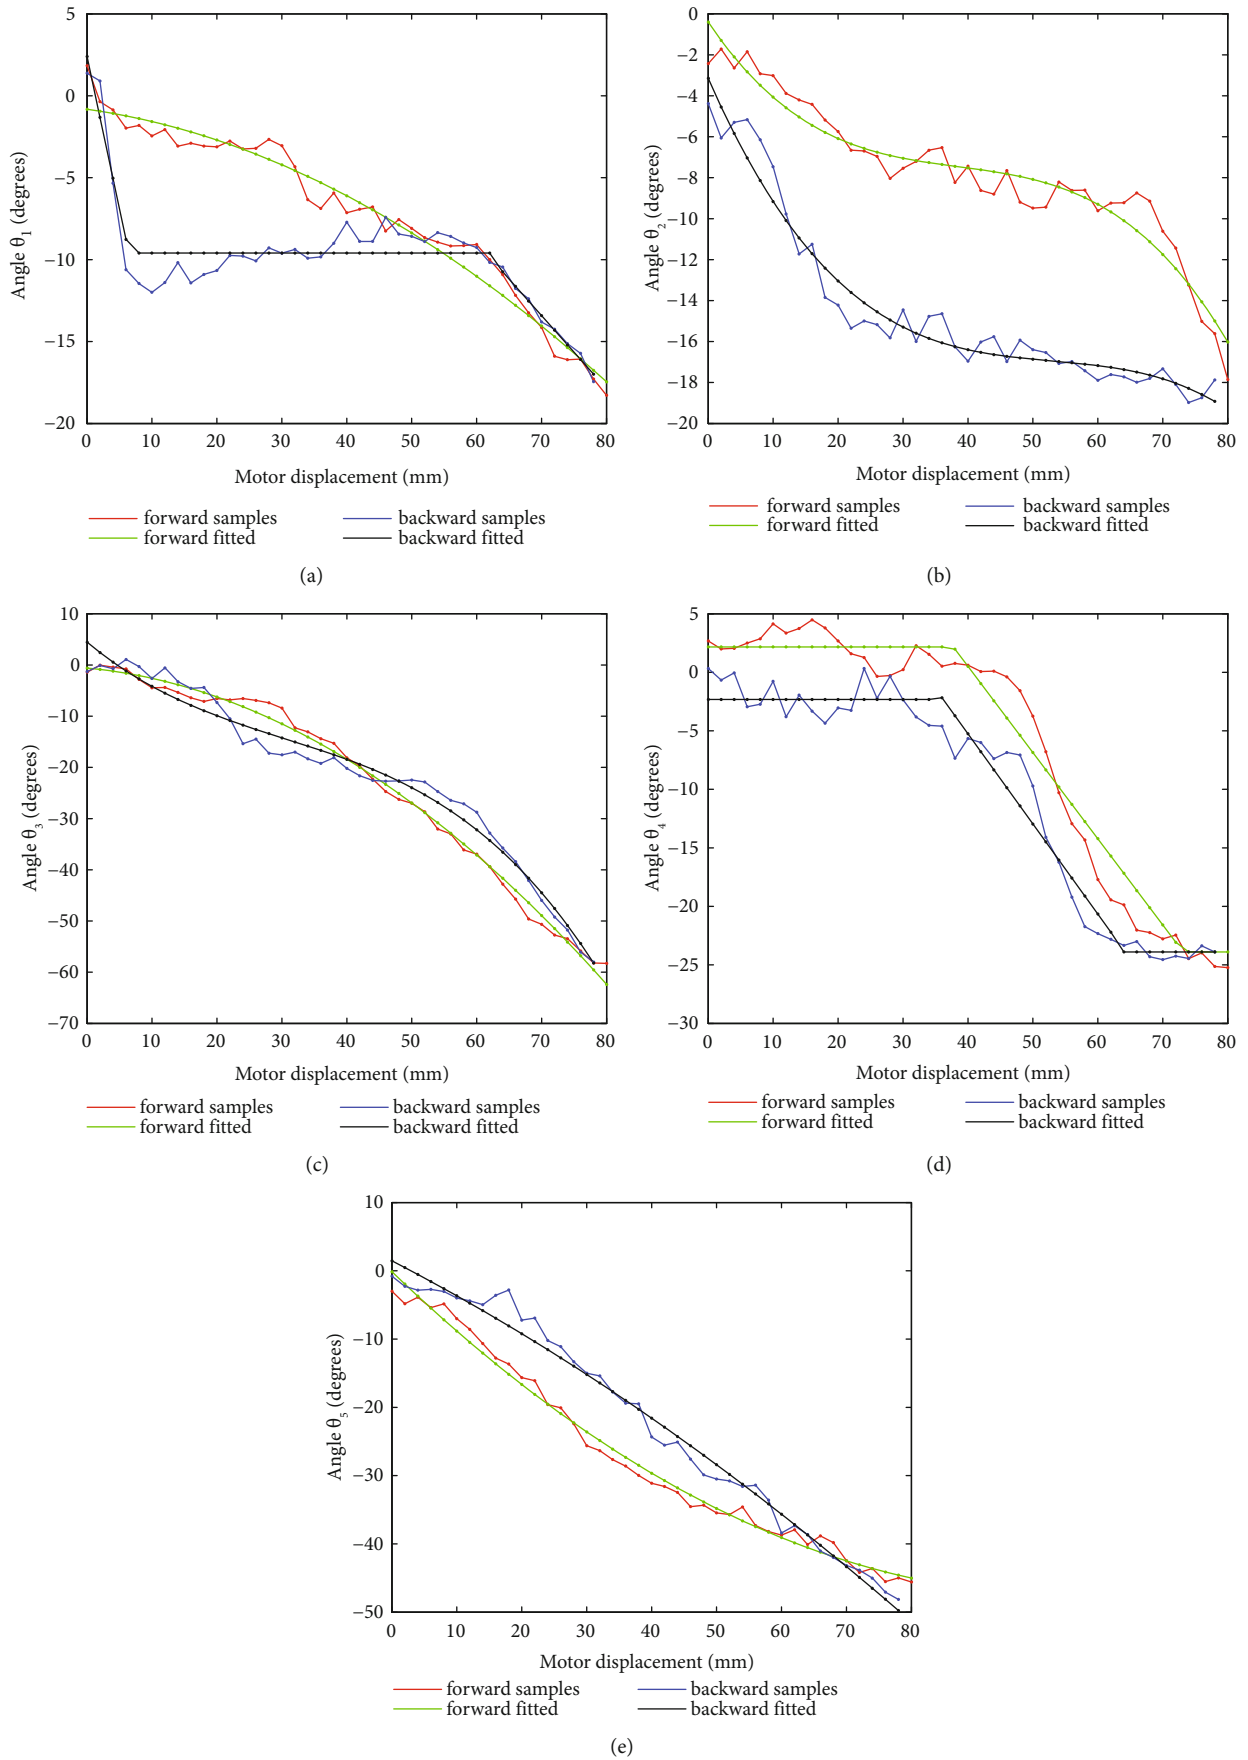 5
0
−5
−10
−15
−20
Angle θ1 (degrees)
0 10 20 30 40 50 60 70 80
Motor displacement (mm)
forward samples
forward fitted
backward samples
backward fitted
(a)
0
−2
−4
−6
−8
−10
−12
−14
−16
−18
−20
Angle θ2 (degrees)
0 10 20 30 40 50 60 70 80
Motor displacement (mm)
forward samples
forward fitted
backward samples
backward fitted
(b)
10
0
−10
−20
−30
−40
−50
−60
−70
Angle θ3 (degrees)
0 10 20 30 40 50 60 70 80
Motor displacement (mm)
forward samples
forward fitted
backward samples
backward fitted
(c)
5
0
−5
−10
−15
−20
−25
−30
Angle θ4 (degrees)
0 10 20 30 40 50 60 70 80
Motor displacement (mm)
forward samples
forward fitted
backward samples
backward fitted
(d)
10
0
−10
−20
−30
−40
−50
Angle θ5 (degrees)
0 10 20 30 40 50 60 70 80
Motor displacement (mm)
forward samples
forward fitted
backward samples
backward fitted
(e)